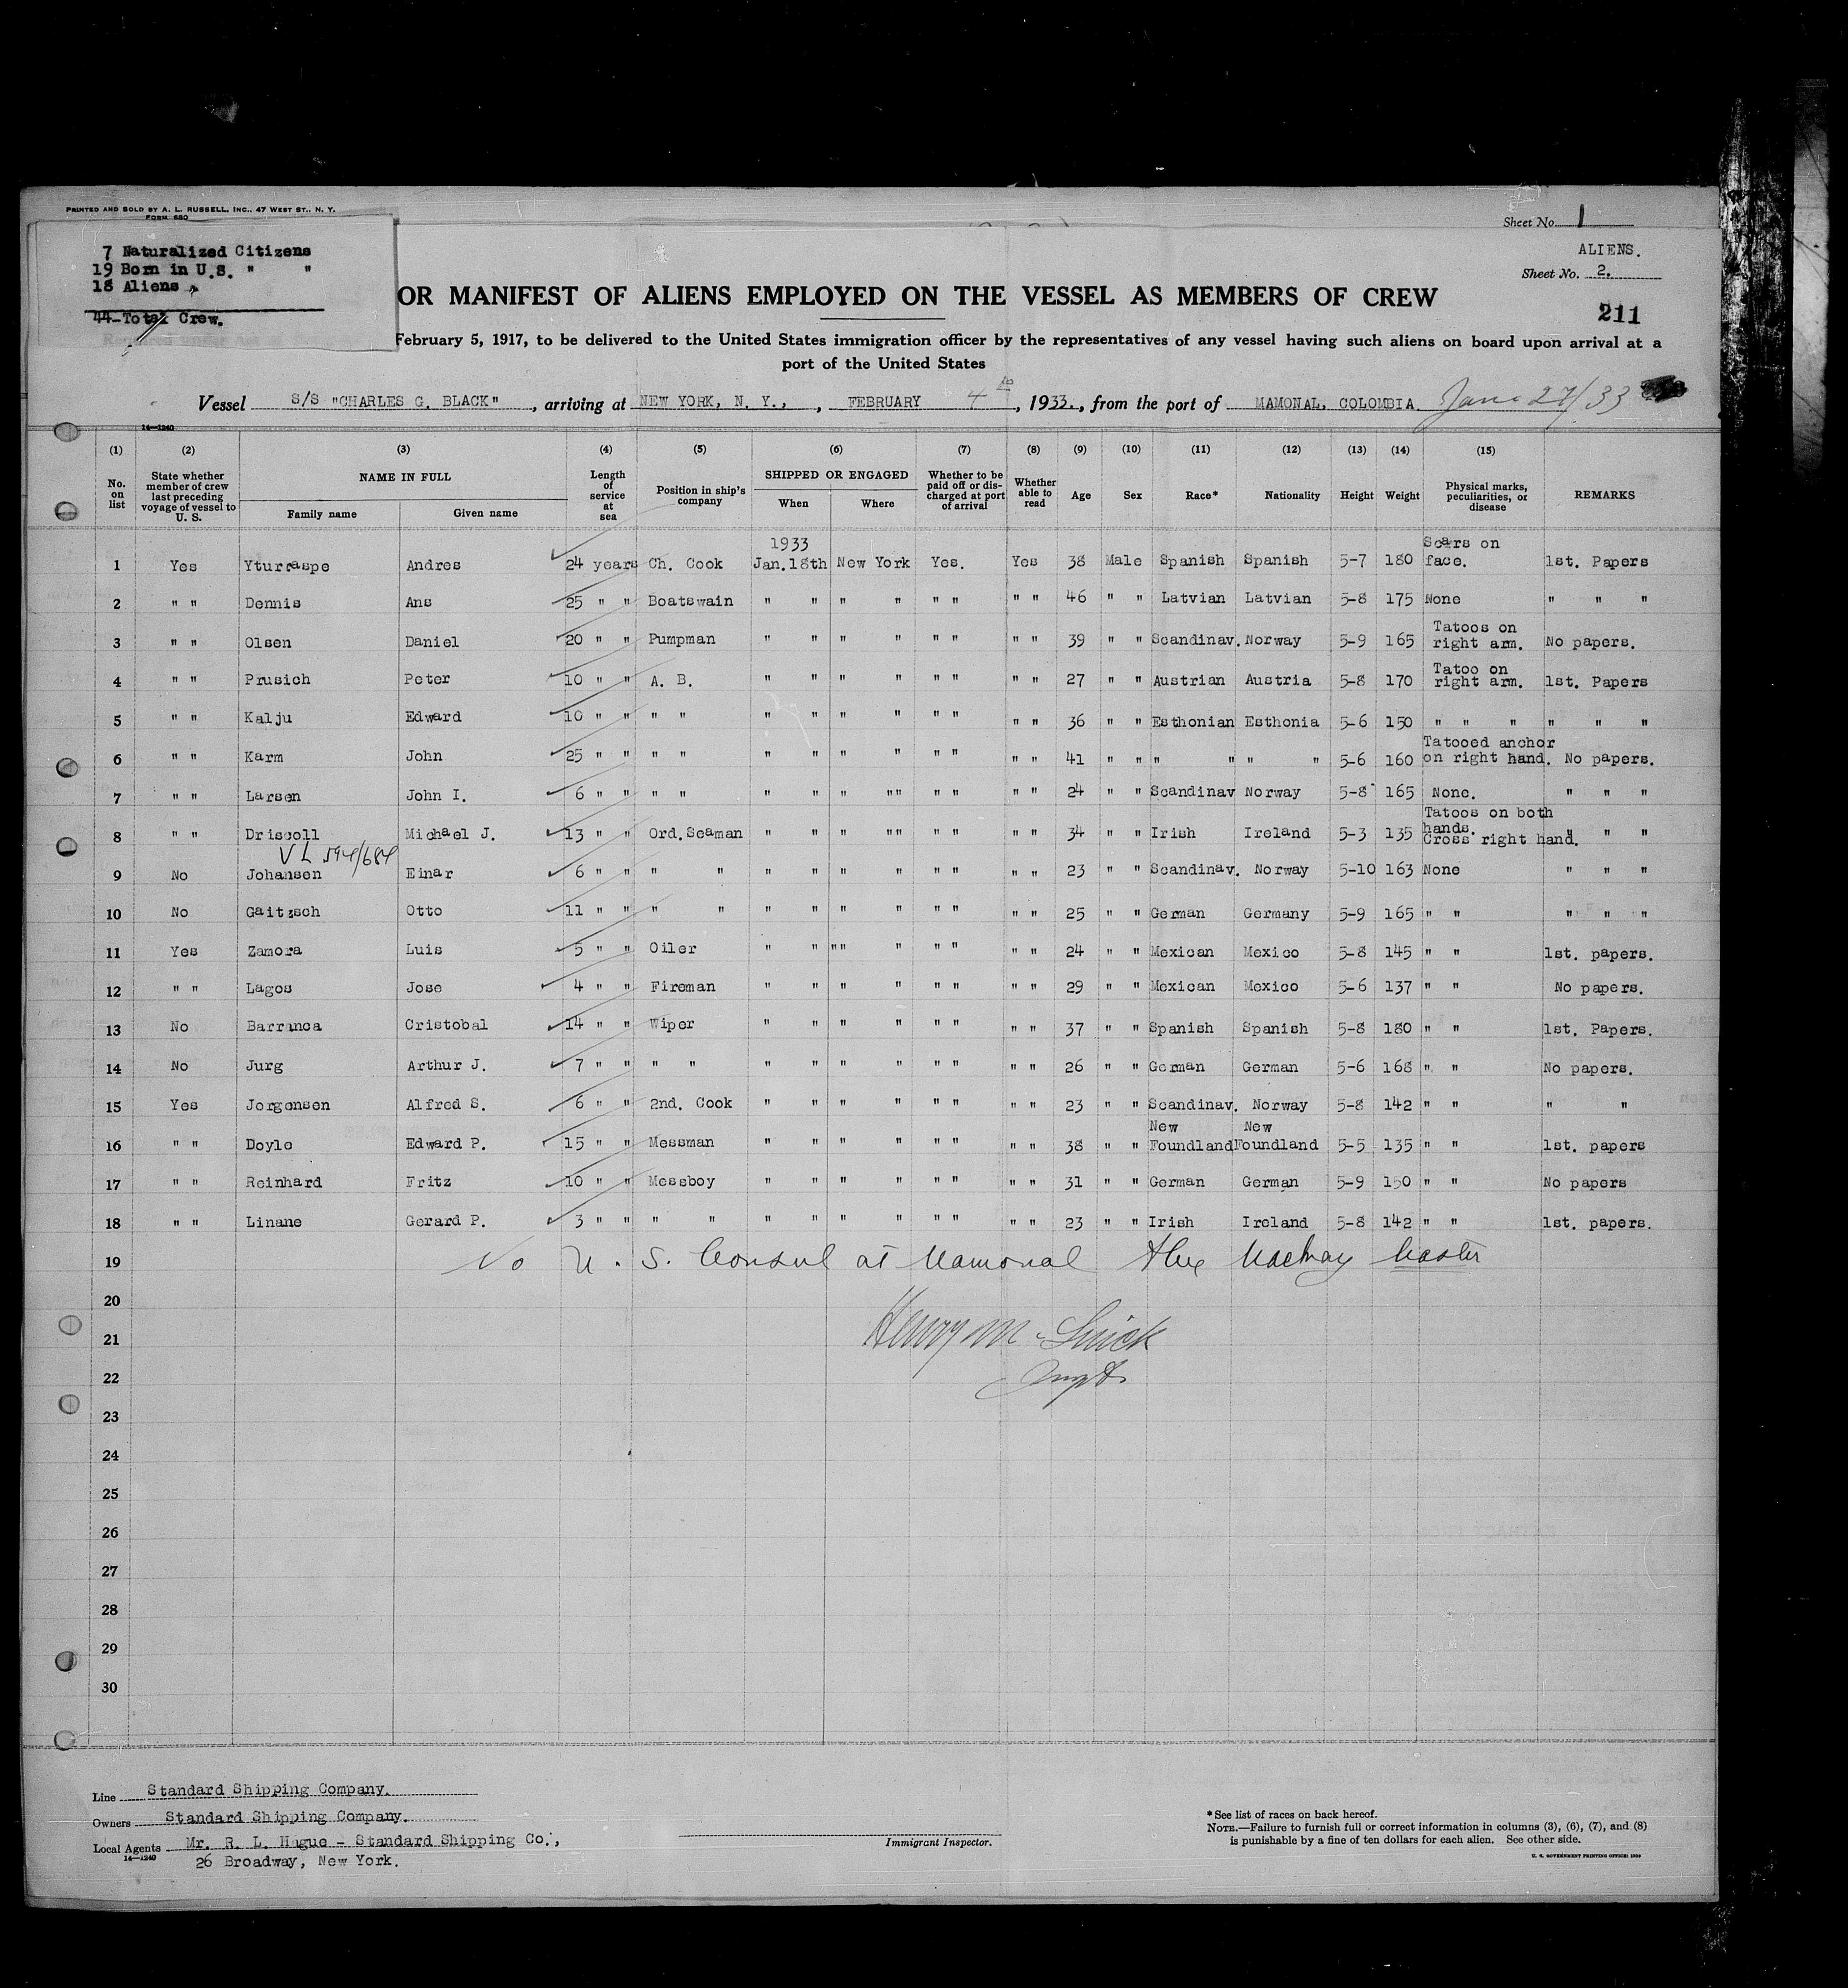 PRINTED AND SOLD BY A. L. RUSSELL, INC., 47 WEST ST., N. Y.
FORM 680
Sheet No. 1
7 Naturalized Citizens
19 Born in U.S. " "
18 Aliens
44 Total Crew.
ALIENS.
Sheet No. 2.
OR MANIFEST OF ALIENS EMPLOYED ON THE VESSEL AS MEMBERS OF CREW
211
February 5, 1917, to be delivered to the United States immigration officer by the representatives of any vessel having such aliens on board upon arrival at a
port of the United States
Vessel S/S "CHARLES G. BLACK", arriving at NEW YORK, N. Y., FEBRUARY 4th, 1933., from the port of MAMONAL, COLOMBIA Jan 27/33
14—1240
(1) (2) (3) (4) (5) (6) (7) (8) (9) (10) (11) (12) (13) (14) (15)
No. on list
State whether member of crew last preceding voyage of vessel to U. S.
NAME IN FULL
Family name
Given name
Length of service at sea
Position in ship's company
SHIPPED OR ENGAGED
When
Where
Whether to be paid off or discharged at port of arrival
Whether able to read
Age
Sex
Race*
Nationality
Height
Weight
Physical marks, peculiarities, or disease
REMARKS
1933
1 Yes Yturraspe Andres 24 years Ch. Cook Jan.18th New York Yes. Yes 38 Male Spanish Spanish 5-7 180 Scars on face. 1st. Papers
2 " " Dennis Ans 25 " " Boatswain " " " " " " " " 46 " " Latvian Latvian 5-8 175 None " " "
3 " " Olsen Daniel 20 " " Pumpman " " " " " " " " 39 " " Scandinav. Norway 5-9 165 Tatoos on right arm. No papers.
4 " " Prusich Peter 10 " " A. B. " " " " " " " " 27 " " Austrian Austria 5-8 170 Tatoo on right arm. 1st. Papers
5 " " Kalju Edward 10 " " " " " " " " " " " " 36 " " Esthonian Esthonia 5-6 150 " " " " " "
6 " " Karm John 25 " " " " " " " " " " " " 41 " " " " " " 5-6 160 Tatooed anchor on right hand. No papers.
7 " " Larsen John I. 6 " " " " " " " "" " " " " 24 " " Scandinav Norway 5-8 165 None. " " "
8 " " Driscoll Michael J. 13 " " Ord.Seaman " " " "" " " " " 34 " " Irish Ireland 5-3 135 Tatoos on both hands. Cross right hand. " " "
VL 594/684
9 No Johansen Einar 6 " " " " " " " " " " " " 23 " " Scandinav. Norway 5-10 163 None " " "
10 No Gaitzsch Otto 11 " " " " " " " " " " " " 25 " " German Germany 5-9 165 " " " " "
11 Yes Zamora Luis 5 " " Oiler " " "" " " " " " 24 " " Mexican Mexico 5-8 145 " " 1st. papers.
12 " " Lagos Jose 4 " " Fireman " " " " " " " " 29 " " Mexican Mexico 5-6 137 " " No papers.
13 No Barranca Cristobal 14 " " Wiper " " " " " " " " 37 " " Spanish Spanish 5-8 180 " " 1st. Papers.
14 No Jurg Arthur J. 7 " " " " " " " " " " " " 26 " " German German 5-6 168 " " No papers.
15 Yes Jorgensen Alfred S. 6 " " 2nd. Cook " " " " " " " " 23 " " Scandinav. Norway 5-8 142 " " " "
16 " " Doyle Edward P. 15 " " Messman " " " " " " " " 38 " " New Foundland New Foundland 5-5 135 " " 1st. papers
17 " " Reinhard Fritz 10 " " Messboy " " " " " " " " 31 " " German German 5-9 150 " " No papers
18 " " Linane Gerard P. 3 " " " " " " " " " " " " 23 " " Irish Ireland 5-8 142 " " 1st. papers.
19 No U. S. Consul at Mamonal Master
20
21 Henry M.
22
23
24
25
26
27
28
29
30
Line Standard Shipping Company.
Owners Standard Shipping Company.
Local Agents Mr. R. L. Hague - Standard Shipping Co.,
14—1240
26 Broadway, New York.
Immigrant Inspector.
* See list of races on back hereof.
NOTE.—Failure to furnish full or correct information in columns (3), (6), (7), and (8)
is punishable by a fine of ten dollars for each alien. See other side.